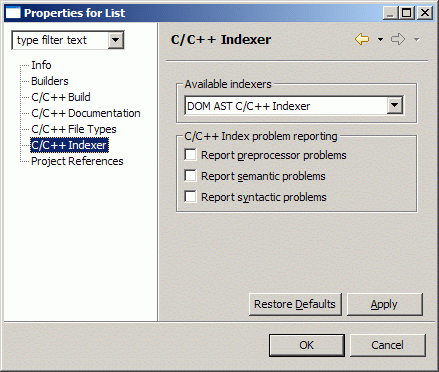 Properties for List
type filter text
Info
Builders
C/C++ Build
C/C++ Documentation
C/C++ File Types
C/C++ Indexer
Project References
C/C++ Indexer
Available indexers
DOM AST C/C++ Indexer
C/C++ Index problem reporting
Report preprocessor problems
Report semantic problems
Report syntactic problems
Restore Defaults
Apply
OK
Cancel